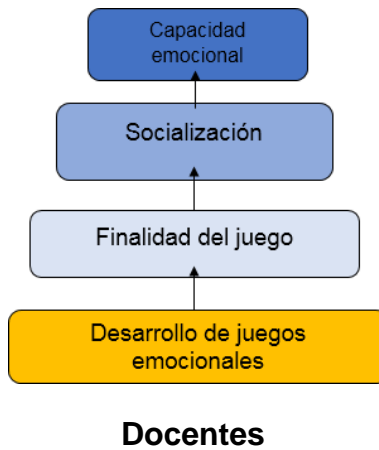 Capacidad
emocional
Socialización
Finalidad del juego
Desarrollo de juegos
emocionales
Docentes